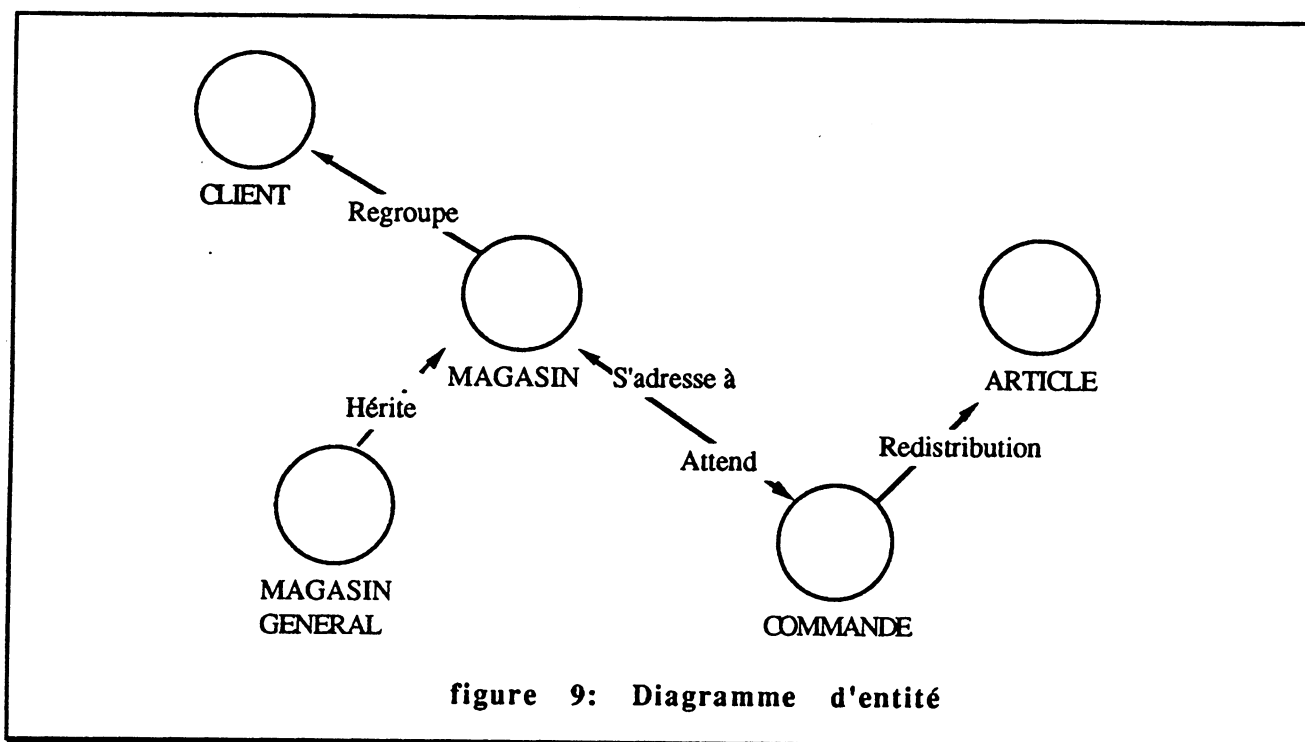 CLIENT
Regroupe
MAGASIN
S'adresse à
ARTICLE
Hérite
Attend
Redistribution
MAGASIN
GENERAL
COMMANDE
figure 9: Diagramme d'entité